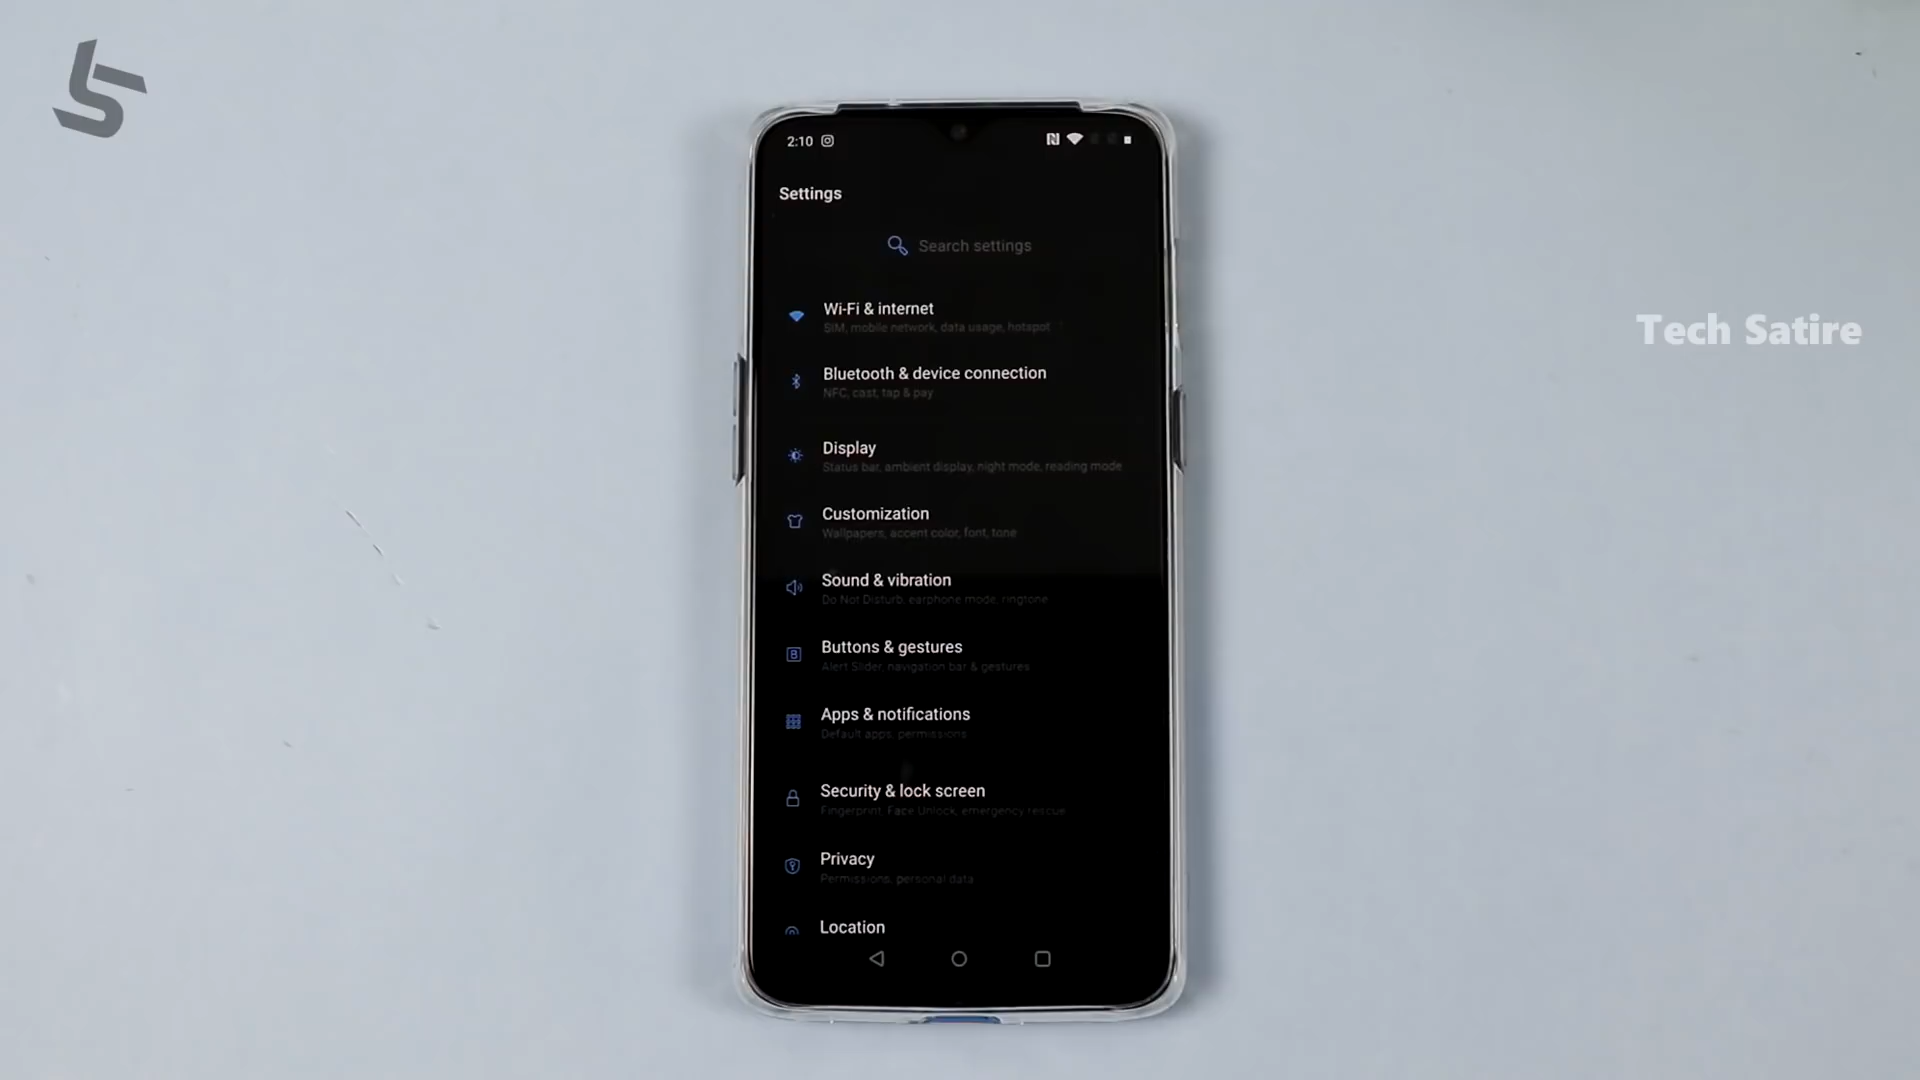 2:10
Settings
Search settings
Wi-Fi & internet
SIM, mobile network, data usage, hotspot
Bluetooth & device connection
NFC, cast, tap & pay
Display
Status bar, ambient display, night mode, reading mode
Customization
Wallpapers, accent color, font, tone
Sound & vibration
Do Not Disturb, earphone mode, ringtone
Buttons & gestures
Alert Slider, navigation bar & gestures
Apps & notifications
Default apps, permissions
Security & lock screen
Fingerprint, Face Unlock, emergency rescue
Privacy
Permissions, personal data
Location
Tech Satire